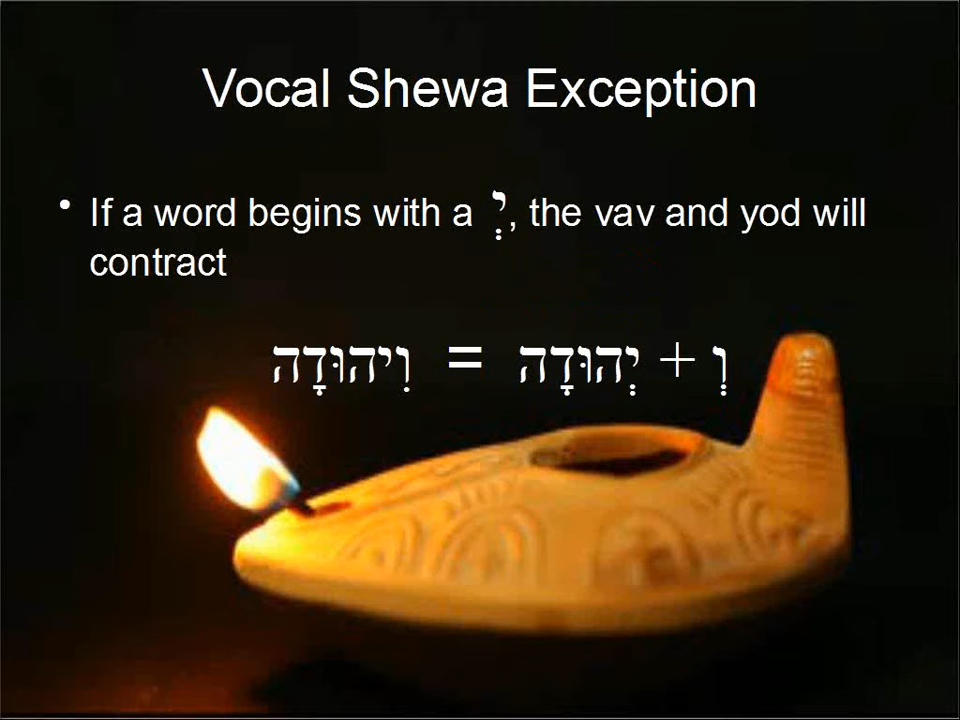 Vocal Shewa Exception
• If a word begins with a יְ, the vav and yod will
contract
וְ + יְהוּדָה = וִיהוּדָה